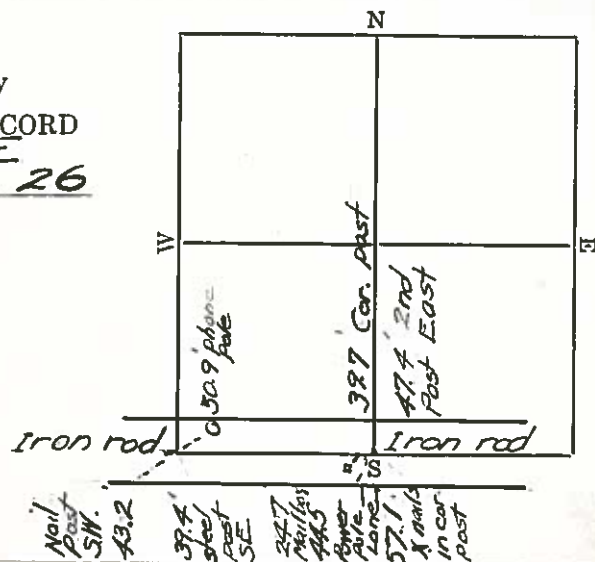 N
CORD
26
W
E
50.9' phone
Pole
39.7' Cor. post
47.4' 2nd
Post East
Iron rod
Iron rod
S
Nail
Post
S.W.
43.2
39.4'
steel
post
SE
24.7
Mailbox
44.5
Power
Pole
Lane
57.1'
X nails
in cor.
post